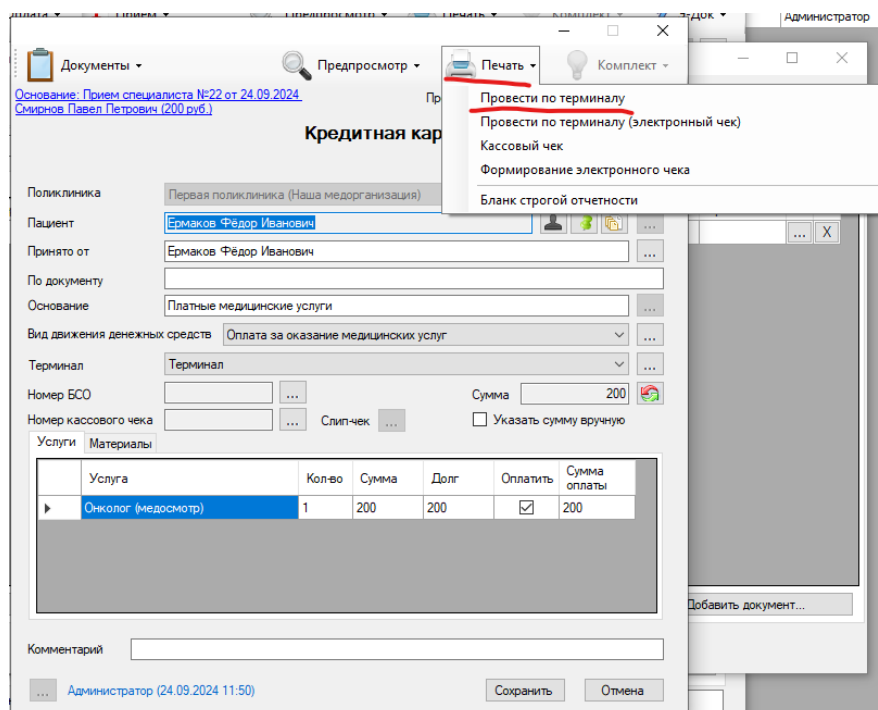 Администратор
Документы
Предпросмотр
Печать
Комплект
Основание: Прием специалиста №22 от 24.09.2024
Смирнов Павел Петрович (200 руб.)
Провести по терминалу
Провести по терминалу (электронный чек)
Кассовый чек
Формирование электронного чека
Бланк строгой отчетности
Кредитная кар
Поликлиника
Первая поликлиника (Наша медорганизация)
Пациент
Ермаков Фёдор Иванович
...
... X
Принято от
Ермаков Фёдор Иванович
...
По документу
Основание
Платные медицинские услуги
...
Вид движения денежных средств
Оплата за оказание медицинских услуг
...
Терминал
Терминал
...
Номер БСО
...
Сумма
200
Номер кассового чека
...
Слип-чек
...
Указать сумму вручную
Услуги
Материалы
Услуга
Кол-во
Сумма
Долг
Оплатить
Сумма
оплаты
Онколог (медосмотр)
1
200
200
200
Добавить документ...
Комментарий
...
Администратор (24.09.2024 11:50)
Сохранить
Отмена